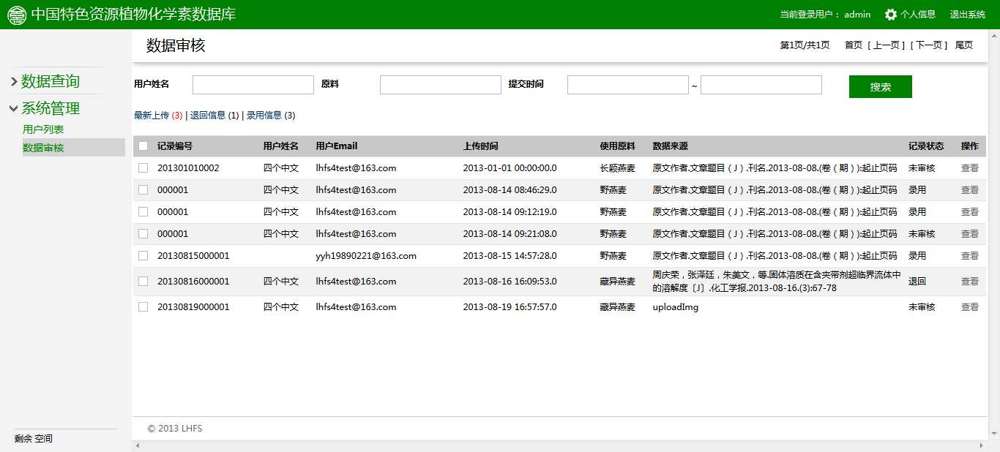 中国特色资源植物化学素数据库
当前登录用户： admin 个人信息 退出系统
数据审核 第1页/共1页 首页 [ 上一页 ] [ 下一页 ] 尾页
数据查询
系统管理
用户列表
数据审核
用户姓名 原料 提交时间 ~ 搜索
最新上传 (3) | 退回信息 (1) | 录用信息 (3)
记录编号 用户姓名 用户Email 上传时间 使用原料 数据来源 记录状态 操作
201301010002 四个中文 lhfs4test@163.com 2013-01-01 00:00:00.0 长颖燕麦 原文作者.文章题目（J）.刊名.2013-08-08.(卷（期）):起止页码 未审核 查看
000001 四个中文 lhfs4test@163.com 2013-08-14 08:46:29.0 野燕麦 原文作者.文章题目（J）.刊名.2013-08-08.(卷（期）):起止页码 录用 查看
000001 四个中文 lhfs4test@163.com 2013-08-14 09:12:19.0 野燕麦 原文作者.文章题目（J）.刊名.2013-08-08.(卷（期）):起止页码 录用 查看
000001 四个中文 lhfs4test@163.com 2013-08-14 09:21:08.0 野燕麦 原文作者.文章题目（J）.刊名.2013-08-08.(卷（期）):起止页码 未审核 查看
20130815000001 yyh19890221@163.com 2013-08-15 14:57:28.0 野燕麦 原文作者.文章题目（J）.刊名.2013-08-08.(卷（期）):起止页码 录用 查看
20130816000001 四个中文 lhfs4test@163.com 2013-08-16 16:09:53.0 藏异燕麦 周庆荣，张泽廷，朱美文，等.固体溶质在含夹带剂超临界流体中
的溶解度〔J〕.化工学报.2013-08-16.(3):67-78 退回 查看
20130819000001 四个中文 lhfs4test@163.com 2013-08-19 16:57:57.0 藏异燕麦 uploadImg 未审核 查看
© 2013 LHFS
剩余 空间